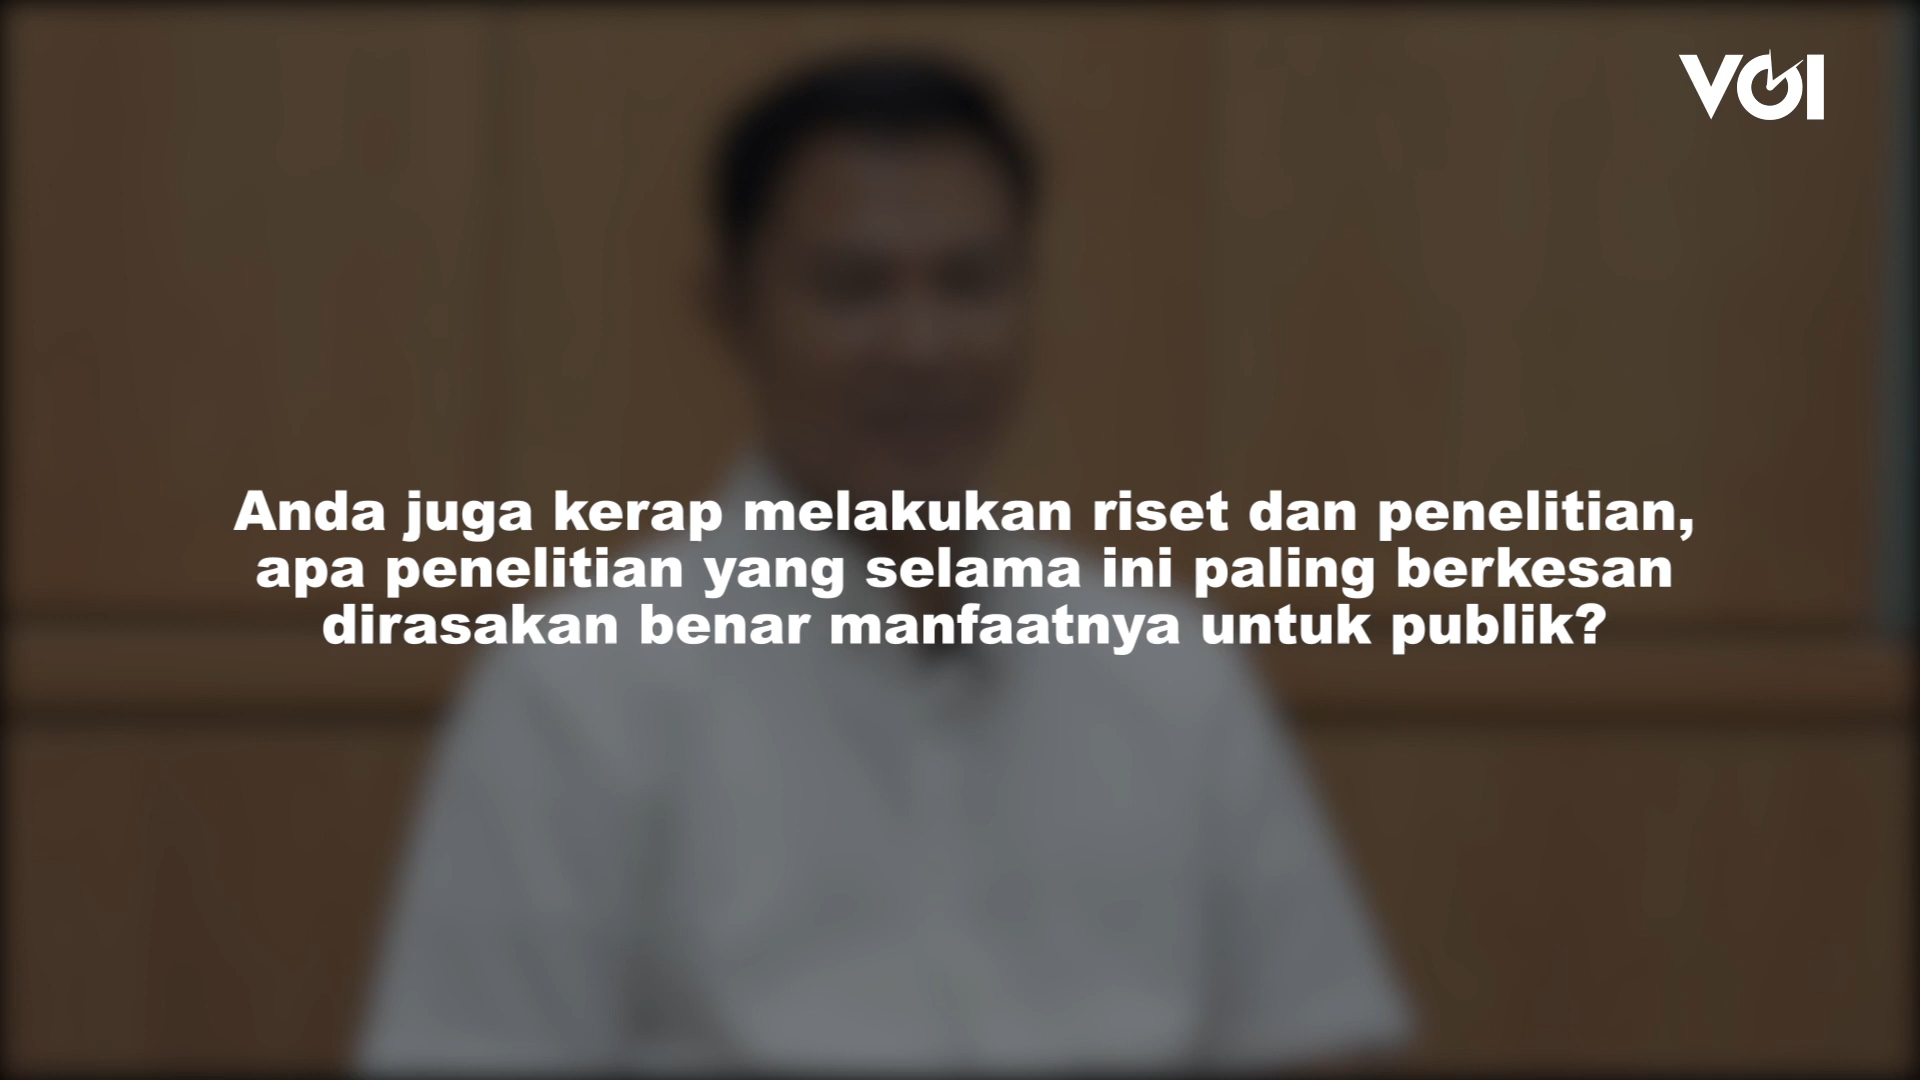 VOI
Anda juga kerap melakukan riset dan penelitian,
apa penelitian yang selama ini paling berkesan
dirasakan benar manfaatnya untuk publik?